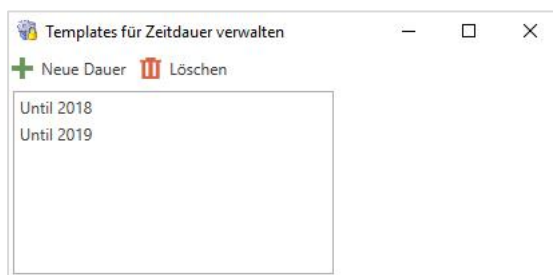 Templates für Zeitdauer verwalten
Neue Dauer Löschen
Until 2018
Until 2019